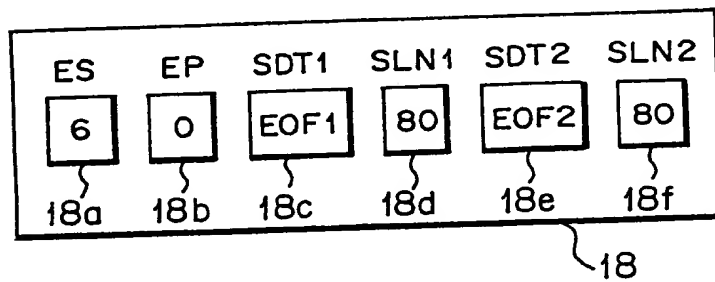 ES EP SDT1 SLN1 SDT2 SLN2
6 0 EOF1 80 EOF2 80
18a 18b 18c 18d 18e 18f
18